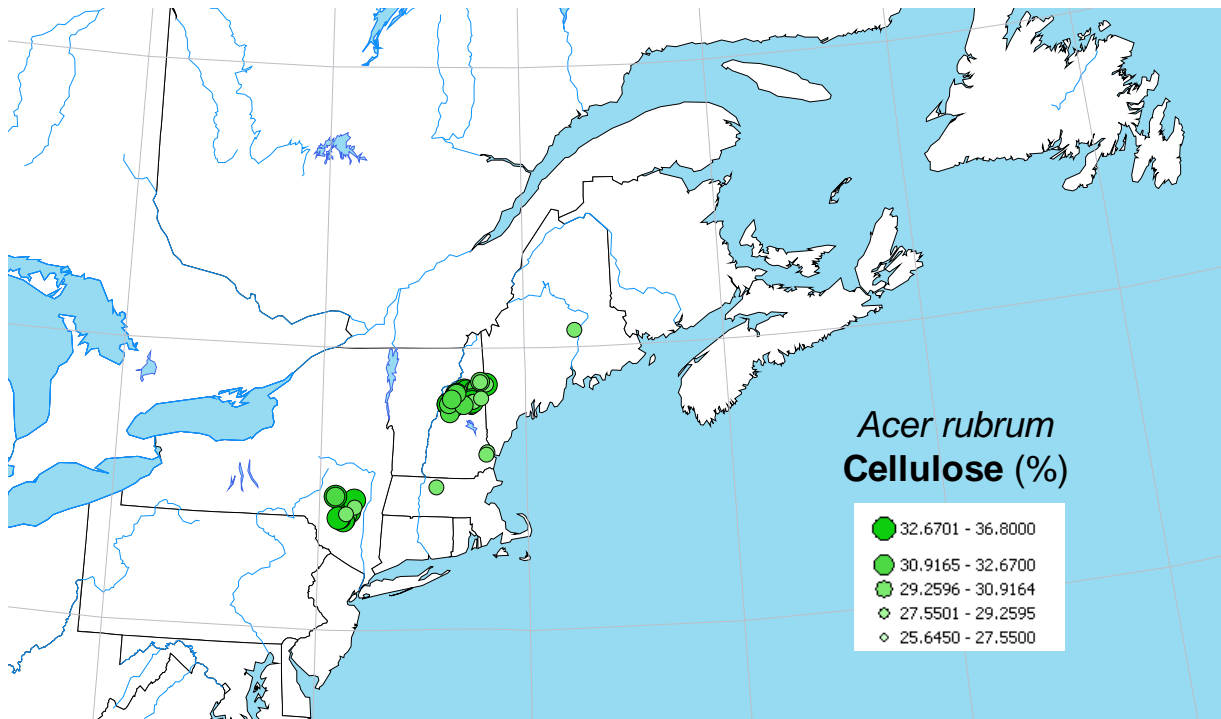 Acer rubrum
Cellulose (%)
32.6701 - 36.8000
30.9165 - 32.6700
29.2596 - 30.9164
27.5501 - 29.2595
25.6450 - 27.5500